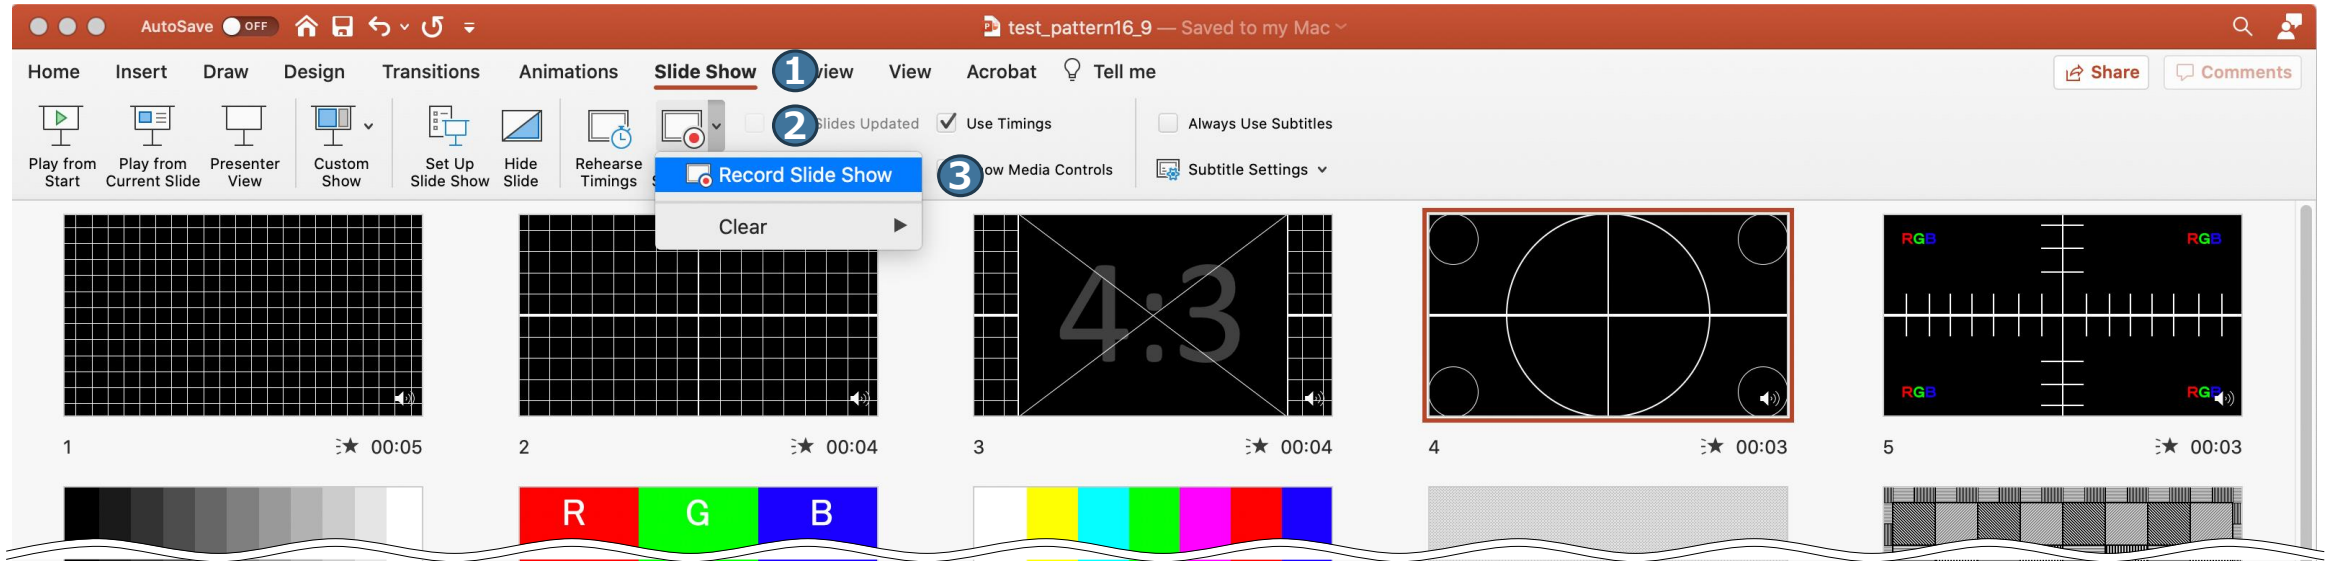 AutoSave OFF test_pattern16_9 — Saved to my Mac
Home Insert Draw Design Transitions Animations Slide Show 1 view View Acrobat Tell me Share Comments
2 Slides Updated Use Timings Always Use Subtitles
Play from Start Play from Current Slide Presenter View Custom Show Set Up Slide Show Hide Slide Rehearse Timings
Record Slide Show 3 ow Media Controls Subtitle Settings
Clear
4:3
RGB RGB
RGB RGB
1 00:05 2 00:04 3 00:04 4 00:03 5 00:03
R G B